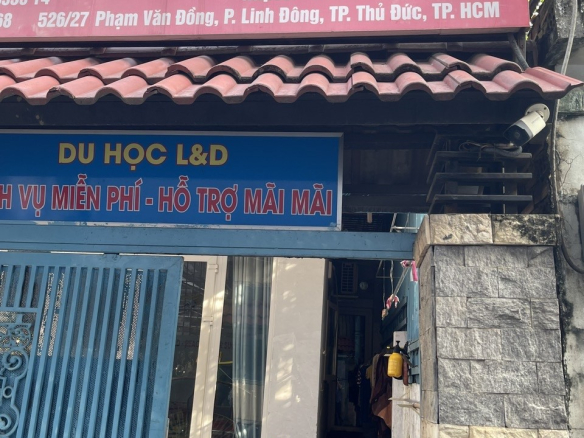 68 526/27 Phạm Văn Đồng, P. Linh Đông, TP. Thủ Đức, TP. HCM
DU HỌC L&D
VỤ MIỄN PHÍ - HỖ TRỢ MÃI MÃI